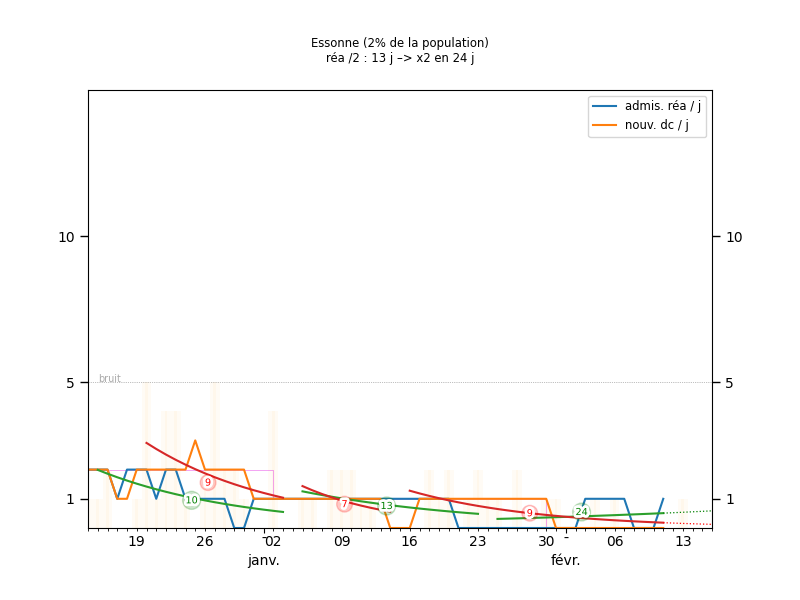 Essonne (2% de la population)
réa /2 : 13 j –> x2 en 24 j
admis. réa / j
nouv. dc / j
10 10
bruit
5 5
9
10
7
13
9
24
1 1
19 26 02 09 16 23 30 06 13
janv. févr.